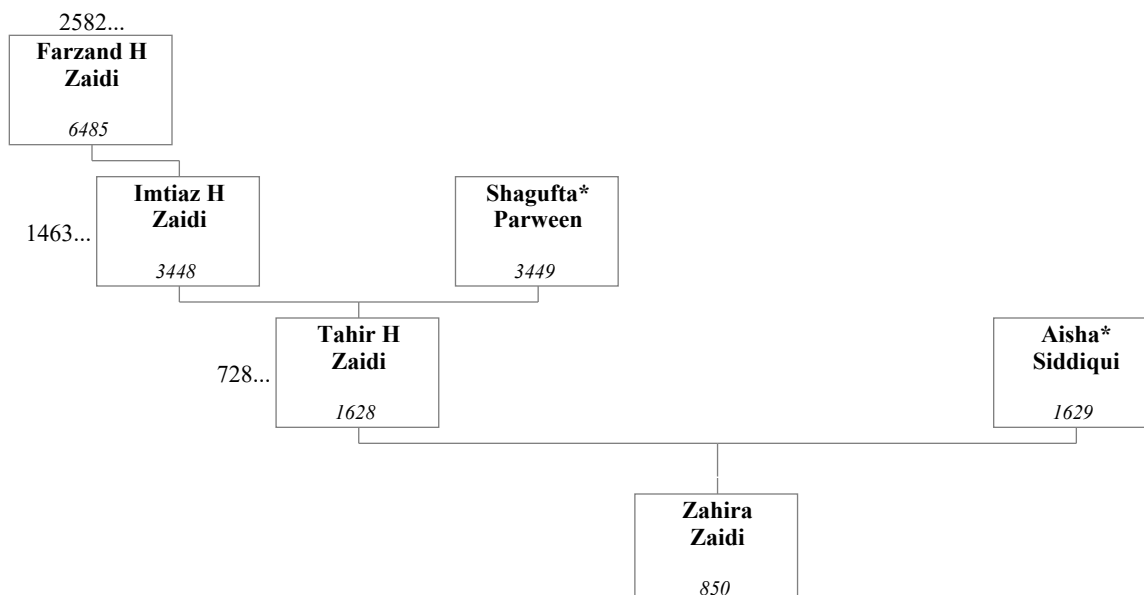 2582...
Farzand H
Zaidi
6485
Imtiaz H
Zaidi
3448
1463...
Shagufta*
Parween
3449
Tahir H
Zaidi
1628
728...
Aisha*
Siddiqui
1629
Zahira
Zaidi
850